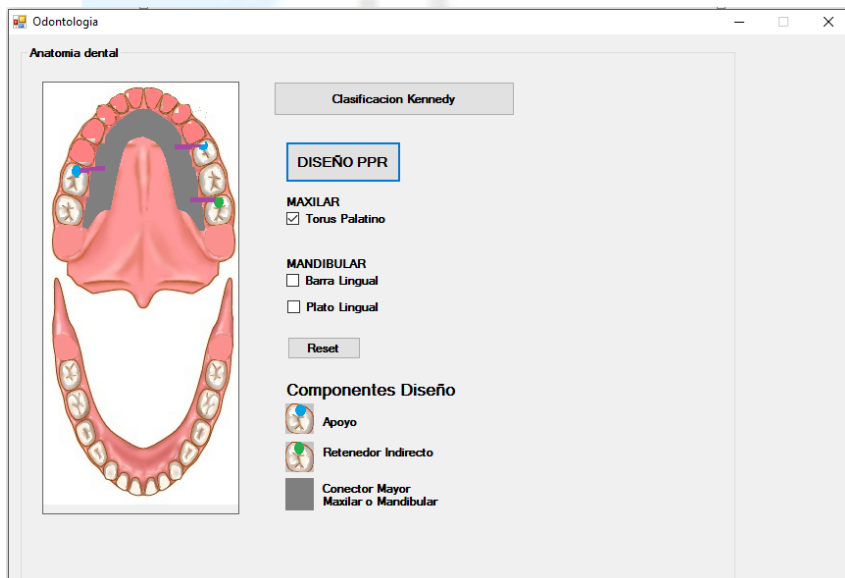 Odontologia
Anatomia dental
Clasificacion Kennedy
DISEÑO PPR
MAXILAR
Torus Palatino
MANDIBULAR
Barra Lingual
Plato Lingual
Reset
Componentes Diseño
Apoyo
Retenedor Indirecto
Conector Mayor
Maxilar o Mandibular